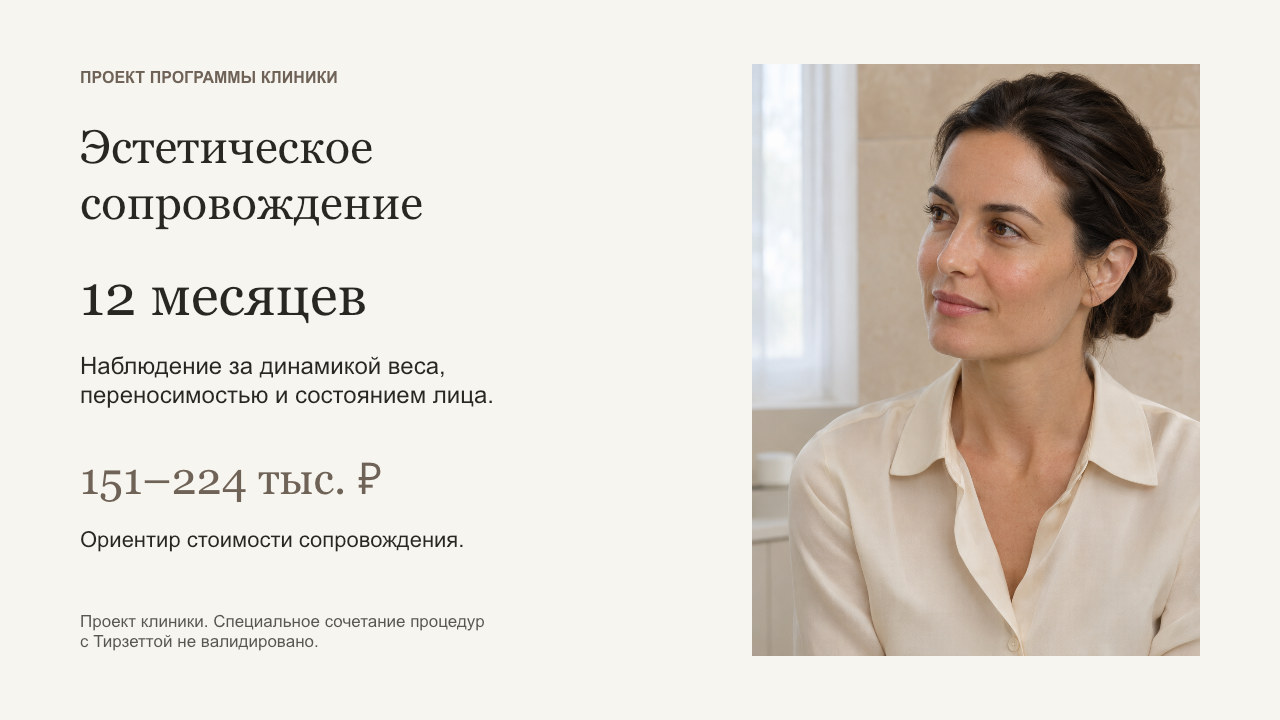 ПРОЕКТ ПРОГРАММЫ КЛИНИКИ
Эстетическое
сопровождение
12 месяцев
Наблюдение за динамикой веса,
переносимостью и состоянием лица.
151–224 тыс. ₽
Ориентир стоимости сопровождения.
Проект клиники. Специальное сочетание процедур
с Тирзеттой не валидировано.